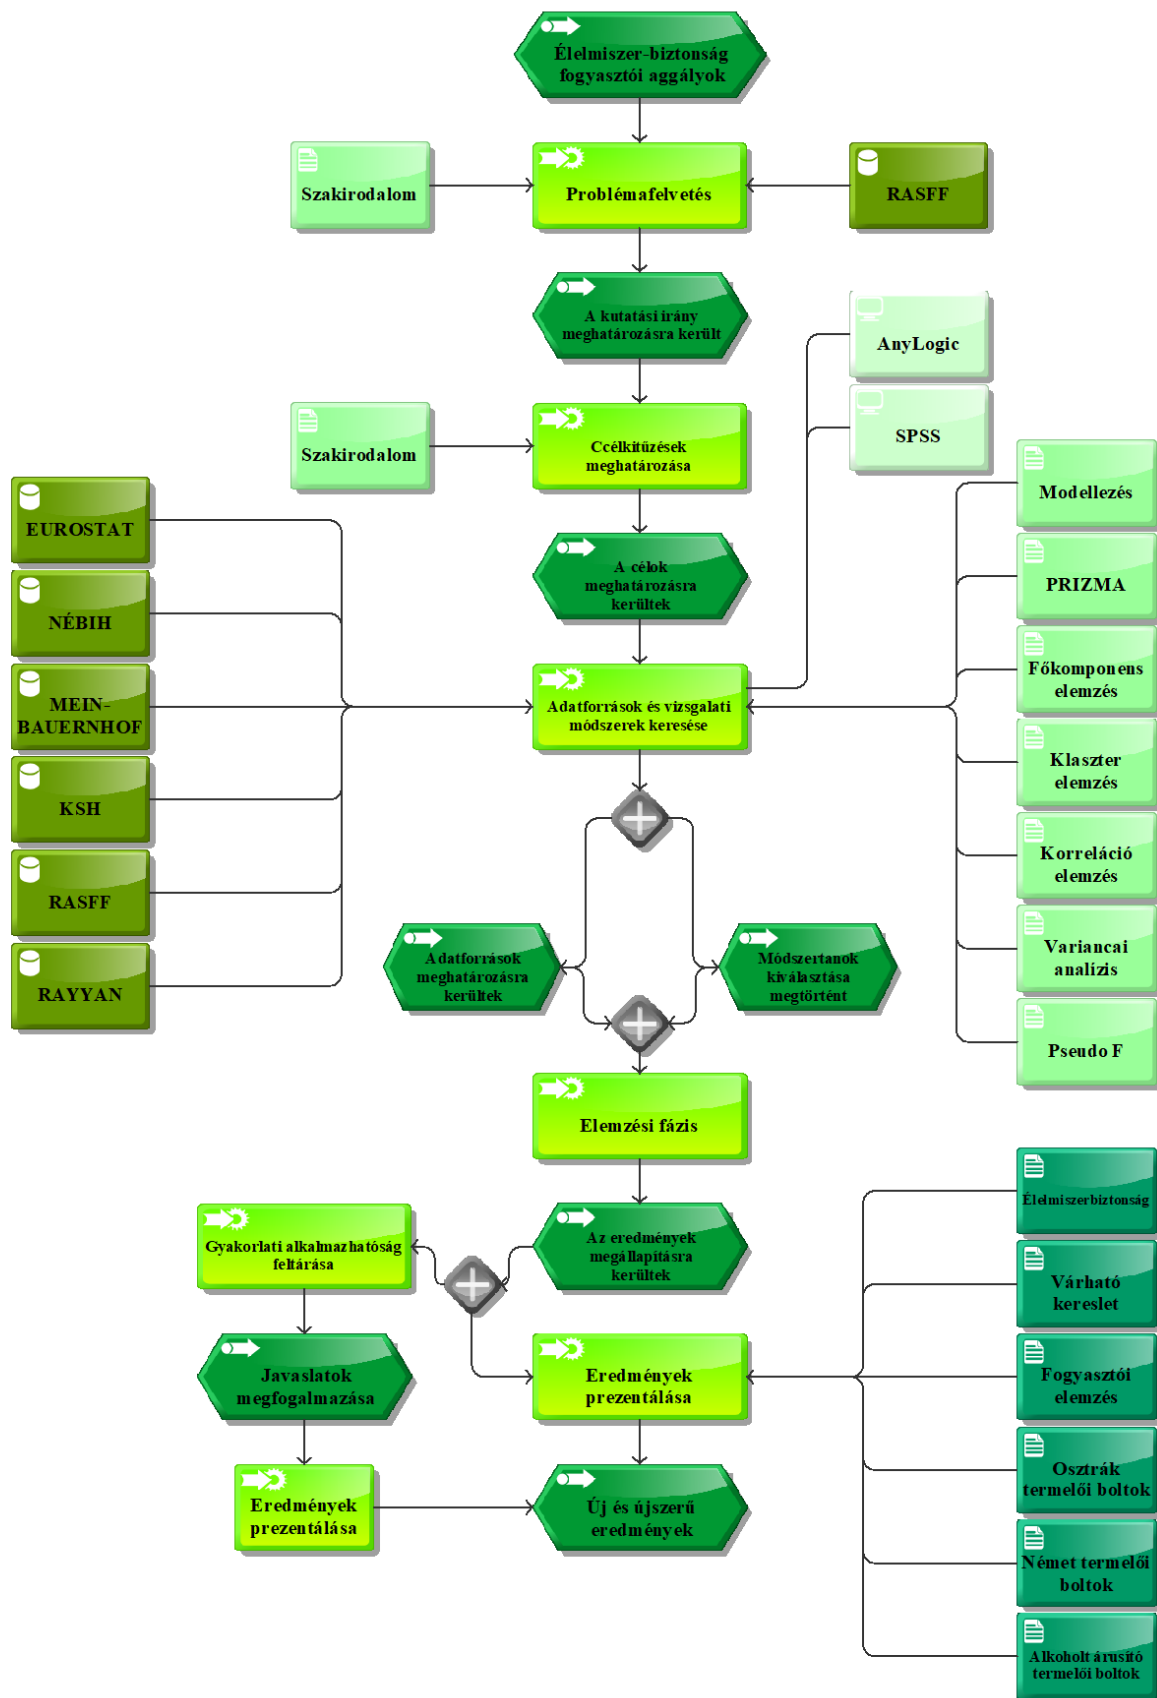 Élelmiszer-biztonság
fogyasztói aggályok
Szakirodalom
Problémafelvetés
RASFF
A kutatási irány
meghatározásra került
AnyLogic
SPSS
Szakirodalom
Ccélkitűzések
meghatározása
A célok
meghatározásra
kerültek
EUROSTAT
NÉBIH
MEIN-
BAUERNHOF
KSH
RASFF
RAYYAN
Adatforrások és vizsgalati
módszerek keresése
Modellezés
PRIZMA
Főkomponens
elemzés
Klaszter
elemzés
Korreláció
elemzés
Variancai
analízis
Pseudo F
Adatforrások
meghatározásra
kerültek
Módszertanok
kiválasztása
megtörtént
Elemzési fázis
Az eredmények
megállapításra
kerültek
Gyakorlati alkalmazhatóság
feltárása
Javaslatok
megfogalmazása
Eredmények
prezentálása
Eredmények
prezentálása
Új és újszerű
eredmények
Élelmiszerbiztonság
Várható
kereslet
Fogyasztói
elemzés
Osztrák
termelői boltok
Német termelői
boltok
Alkoholt árusító
termelői boltok